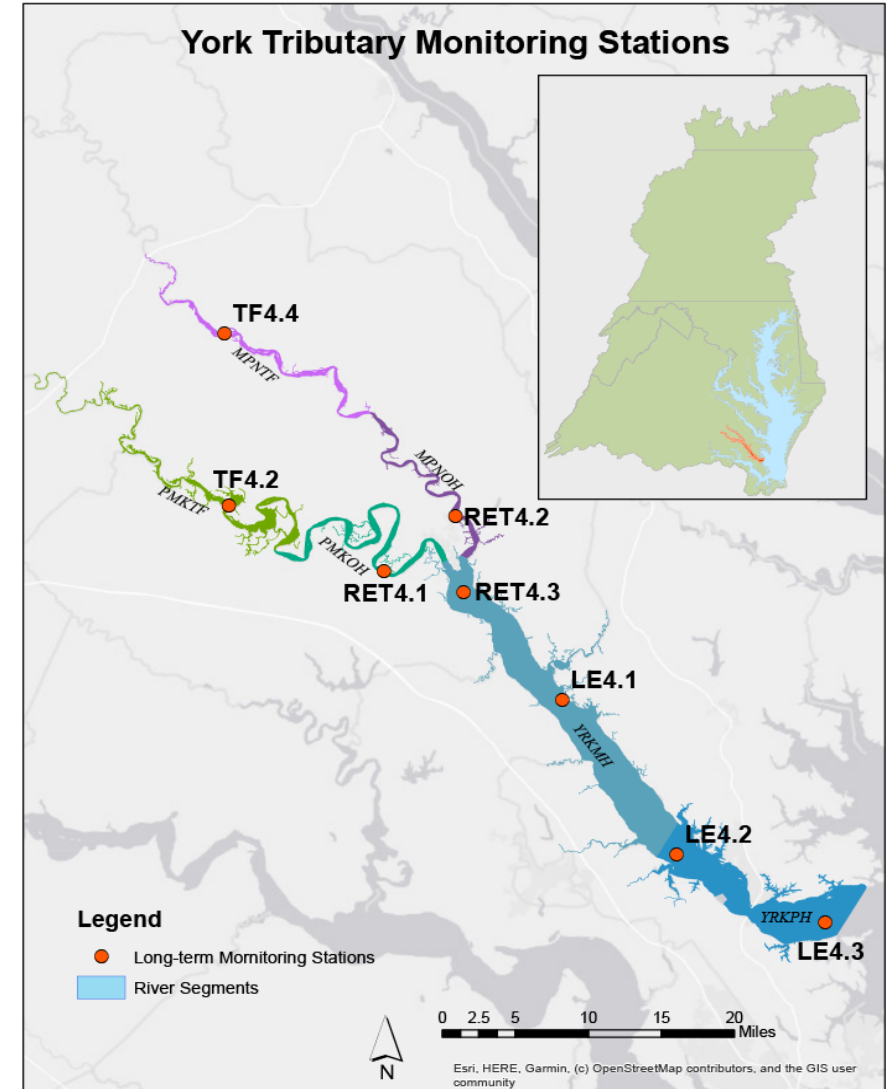 York Tributary Monitoring Stations
TF4.4
MPNTF
TF4.2
PMKTF
MPNOH
RET4.2
PMKOH
RET4.1
RET4.3
LE4.1
YRKMH
LE4.2
YRKPH
LE4.3
Legend
Long-term Mornitoring Stations
River Segments
0 2.5 5 10 15 20
Miles
N
Esri, HERE, Garmin, (c) OpenStreetMap contributors, and the GIS user
community